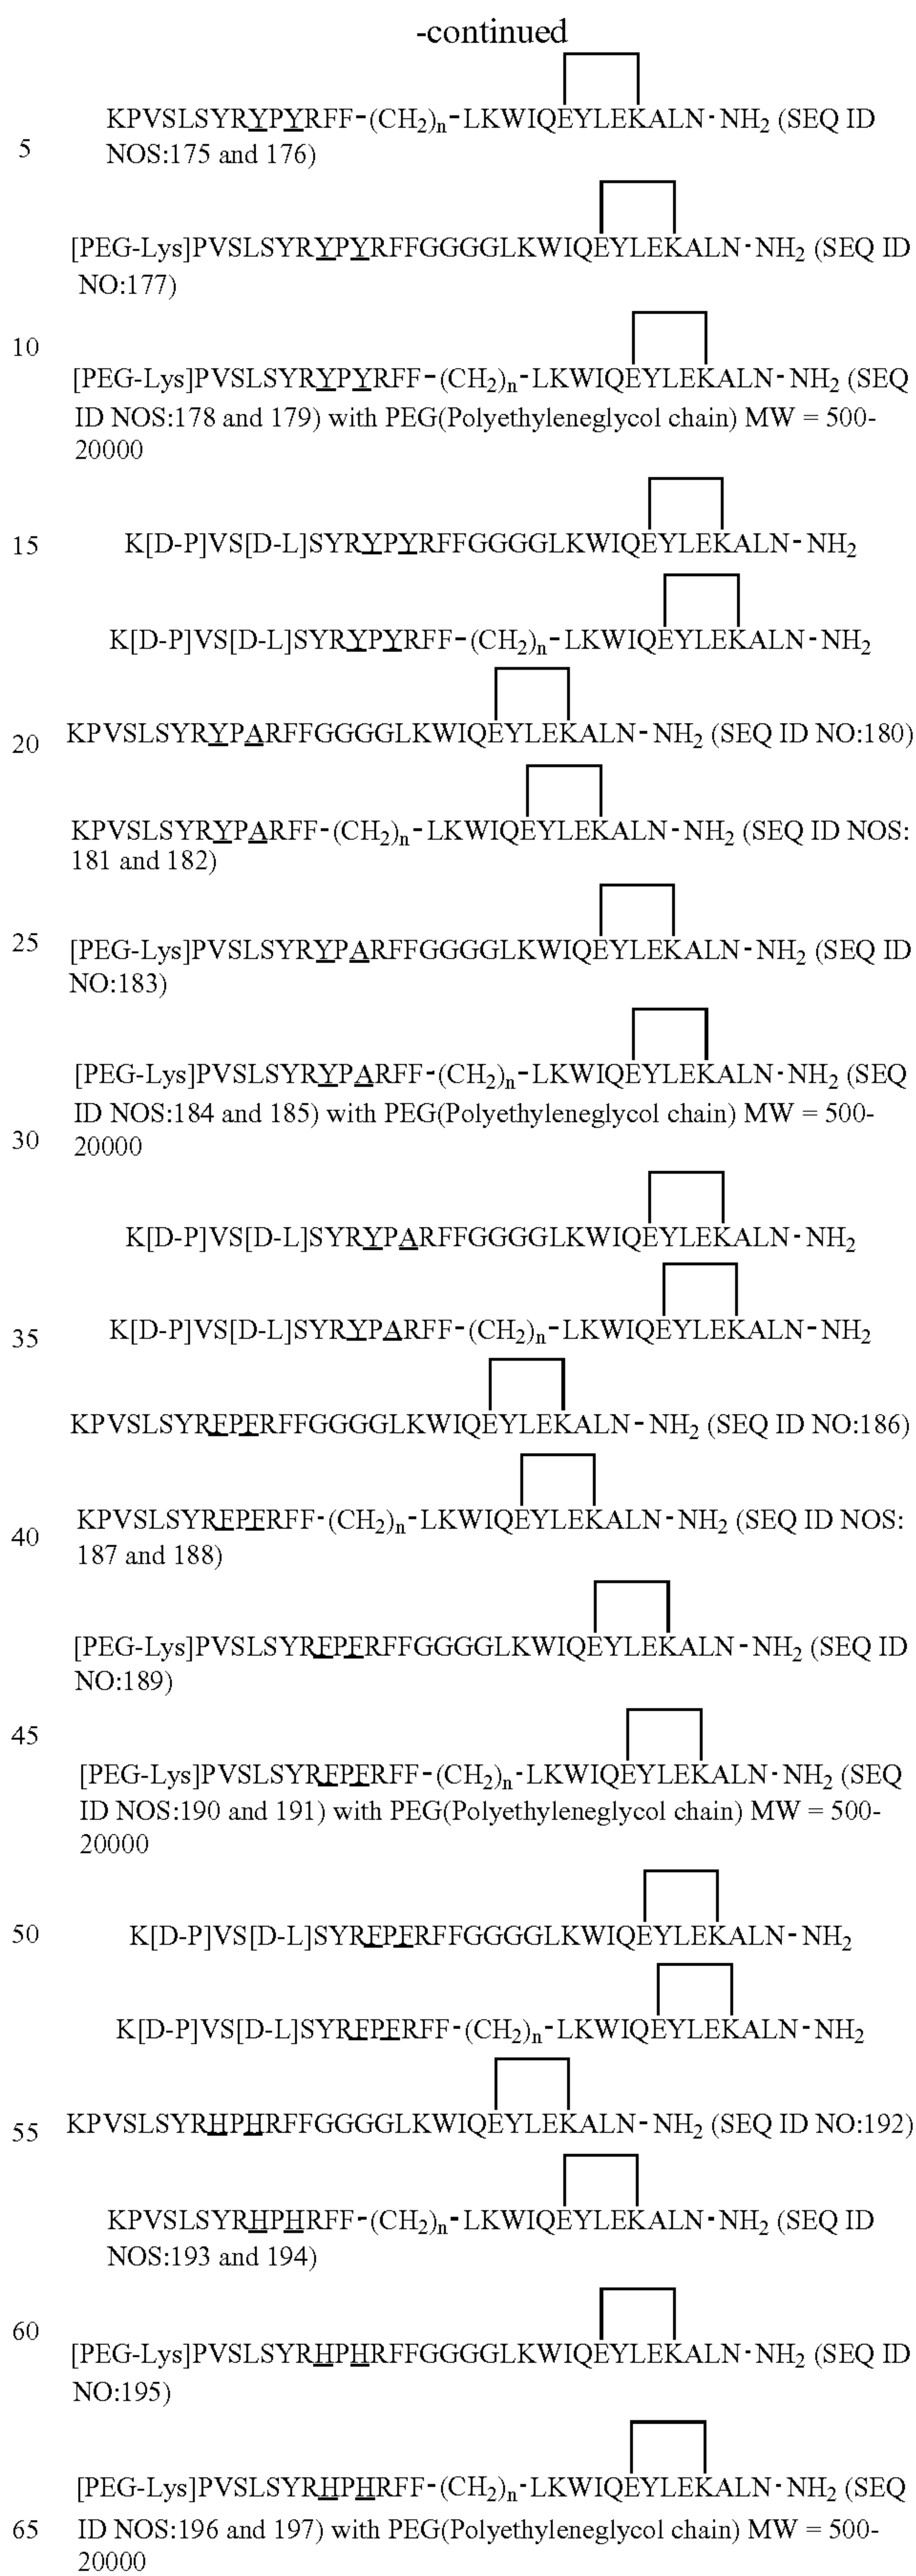 -continued
KPVSLSYRYPYRFF-(CH2)n-LKWIQEYLEKALN-NH2 (SEQ ID
5
NOS:175 and 176)
[PEG-Lys]PVSLSYRYPYRFFGGGGLKWIQEYLEKALN-NH2 (SEQ ID
NO:177)
10
[PEG-Lys]PVSLSYRYPYRFF-(CH2)n-LKWIQEYLEKALN-NH2 (SEQ
ID NOS:178 and 179) with PEG(Polyethyleneglycol chain) MW = 500-
20000
15 K[D-P]VS[D-L]SYRYPYRFFGGGGLKWIQEYLEKALN-NH2
K[D-P]VS[D-L]SYRYPYRFF-(CH2)n-LKWIQEYLEKALN-NH2
20 KPVSLSYRYPARFFGGGGLKWIQEYLEKALN-NH2 (SEQ ID NO:180)
KPVSLSYRYPARFF-(CH2)n-LKWIQEYLEKALN-NH2 (SEQ ID NOS:
181 and 182)
25 [PEG-Lys]PVSLSYRYPARFFGGGGLKWIQEYLEKALN-NH2 (SEQ ID
NO:183)
[PEG-Lys]PVSLSYRYPARFF-(CH2)n-LKWIQEYLEKALN-NH2 (SEQ
ID NOS:184 and 185) with PEG(Polyethyleneglycol chain) MW = 500-
30 20000
K[D-P]VS[D-L]SYRYPARFFGGGGLKWIQEYLEKALN-NH2
35 K[D-P]VS[D-L]SYRYPARFF-(CH2)n-LKWIQEYLEKALN-NH2
KPVSLSYRFPFRFFGGGGLKWIQEYLEKALN-NH2 (SEQ ID NO:186)
40 KPVSLSYRFPFRFF-(CH2)n-LKWIQEYLEKALN-NH2 (SEQ ID NOS:
187 and 188)
[PEG-Lys]PVSLSYRFPFRFFGGGGLKWIQEYLEKALN-NH2 (SEQ ID
NO:189)
45
[PEG-Lys]PVSLSYRFPFRFF-(CH2)n-LKWIQEYLEKALN-NH2 (SEQ
ID NOS:190 and 191) with PEG(Polyethyleneglycol chain) MW = 500-
20000
50 K[D-P]VS[D-L]SYRFPFRFFGGGGLKWIQEYLEKALN-NH2
K[D-P]VS[D-L]SYRFPFRFF-(CH2)n-LKWIQEYLEKALN-NH2
55 KPVSLSYRHPHRFFGGGGLKWIQEYLEKALN-NH2 (SEQ ID NO:192)
KPVSLSYRHPHRFF-(CH2)n-LKWIQEYLEKALN-NH2 (SEQ ID
NOS:193 and 194)
60
[PEG-Lys]PVSLSYRHPHRFFGGGGLKWIQEYLEKALN-NH2 (SEQ ID
NO:195)
[PEG-Lys]PVSLSYRHPHRFF-(CH2)n-LKWIQEYLEKALN-NH2 (SEQ
65 ID NOS:196 and 197) with PEG(Polyethyleneglycol chain) MW = 500-
20000